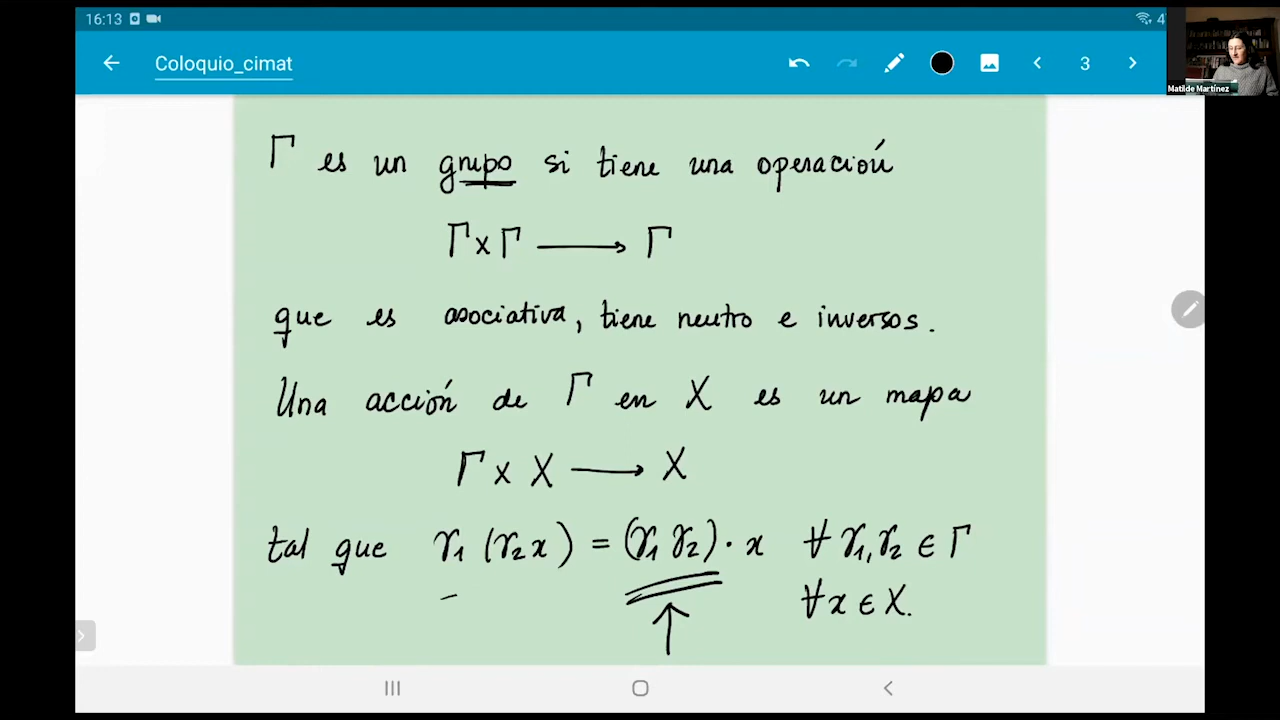 16:13
4
Coloquio_cimat
3
Matilde Martínez
Γ es un grupo si tiene una operación
Γ x Γ ⟶ Γ
que es asociativa, tiene neutro e inversos.
Una acción de Γ en X es un mapa
Γ x X ⟶ X
tal que γ₁ (γ₂ x) = (γ₁ γ₂) · x ∀ γ₁, γ₂ ∈ Γ
∀ x ∈ X.